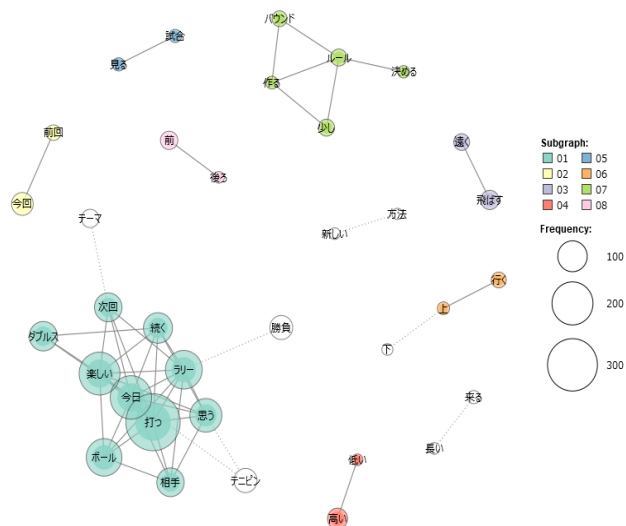 バウンド
試合
見る
ルール
決める
作る
少し
前回
前
後ろ
遠く
飛ばす
今回
テーマ
方法
新しい
Subgraph:
01 05
02 06
03 07
04 08
Frequency:
100
200
300
行く
上
次回
続く
勝負
ダブルス
下
楽しい
ラリー
今日
来る
打つ
思う
長い
ボール
低い
相手
テニピン
高い